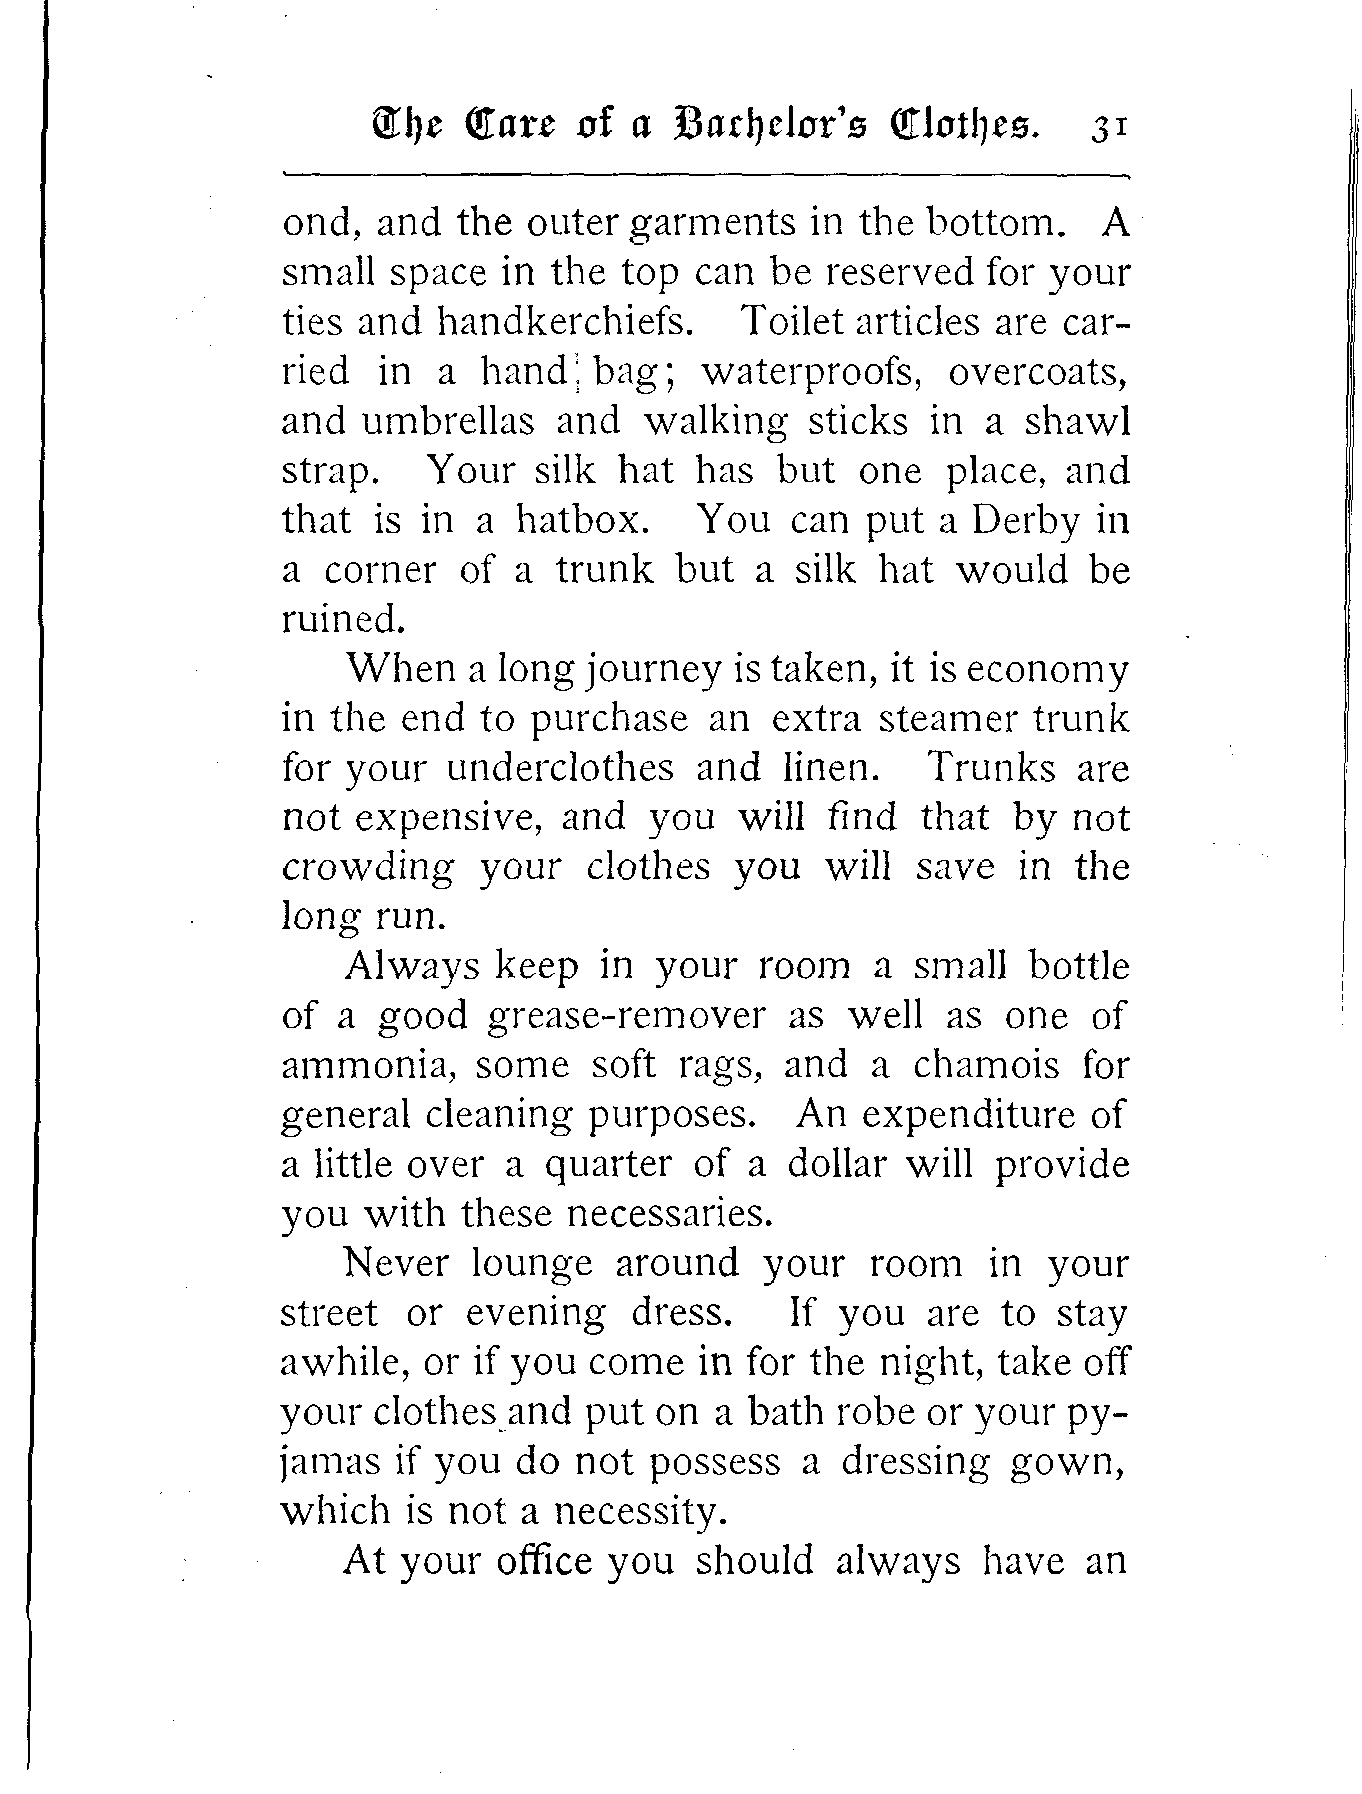 The Care of a Bachelor's Clothes. 31
ond, and the outer garments in the bottom. A
small space in the top can be reserved for your
ties and handkerchiefs. Toilet articles are car-
ried in a hand bag; waterproofs, overcoats,
and umbrellas and walking sticks in a shawl
strap. Your silk hat has but one place, and
that is in a hatbox. You can put a Derby in
a corner of a trunk but a silk hat would be
ruined.
When a long journey is taken, it is economy
in the end to purchase an extra steamer trunk
for your underclothes and linen. Trunks are
not expensive, and you will find that by not
crowding your clothes you will save in the
long run.
Always keep in your room a small bottle
of a good grease-remover as well as one of
ammonia, some soft rags, and a chamois for
general cleaning purposes. An expenditure of
a little over a quarter of a dollar will provide
you with these necessaries.
Never lounge around your room in your
street or evening dress. If you are to stay
awhile, or if you come in for the night, take off
your clothes and put on a bath robe or your py-
jamas if you do not possess a dressing gown,
which is not a necessity.
At your office you should always have an